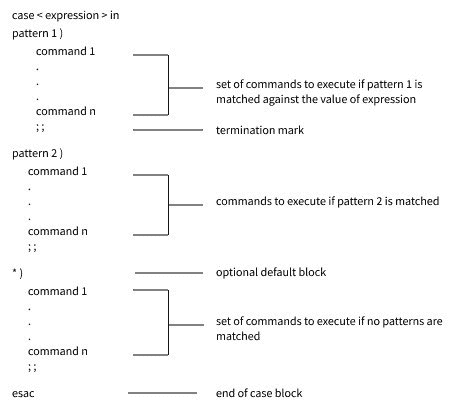 case < expression > in
pattern 1 )
command 1
.
.
.
command n
; ;
set of commands to execute if pattern 1 is
matched against the value of expression
termination mark
pattern 2 )
command 1
.
.
.
command n
; ;
commands to execute if pattern 2 is matched
* )
optional default block
command 1
.
.
.
command n
; ;
set of commands to execute if no patterns are
matched
esac
end of case block